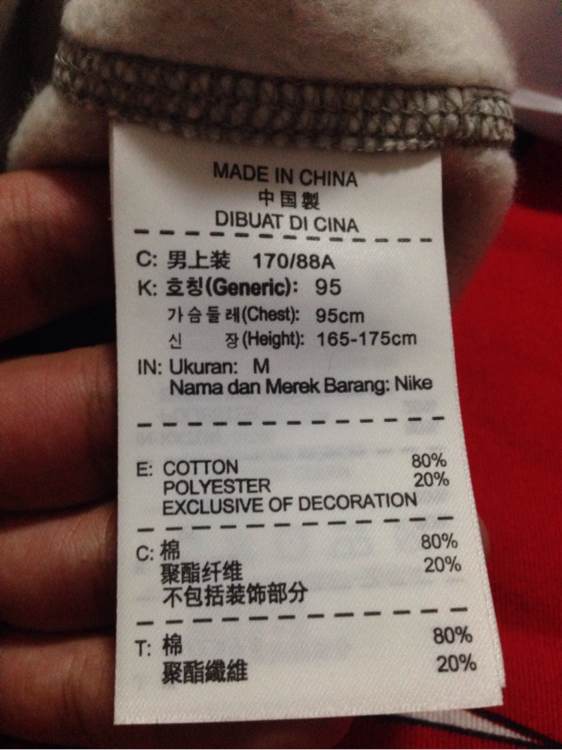 MADE IN CHINA
中国製
DIBUAT DI CINA
C: 男上装 170/88A
K: 호칭(Generic): 95
가슴둘레(Chest): 95cm
신 장(Height): 165-175cm
IN: Ukuran: M
Nama dan Merek Barang: Nike
E: COTTON 80%
POLYESTER 20%
EXCLUSIVE OF DECORATION
C: 棉 80%
聚酯纤维 20%
不包括装饰部分
T: 棉 80%
聚酯纖維 20%